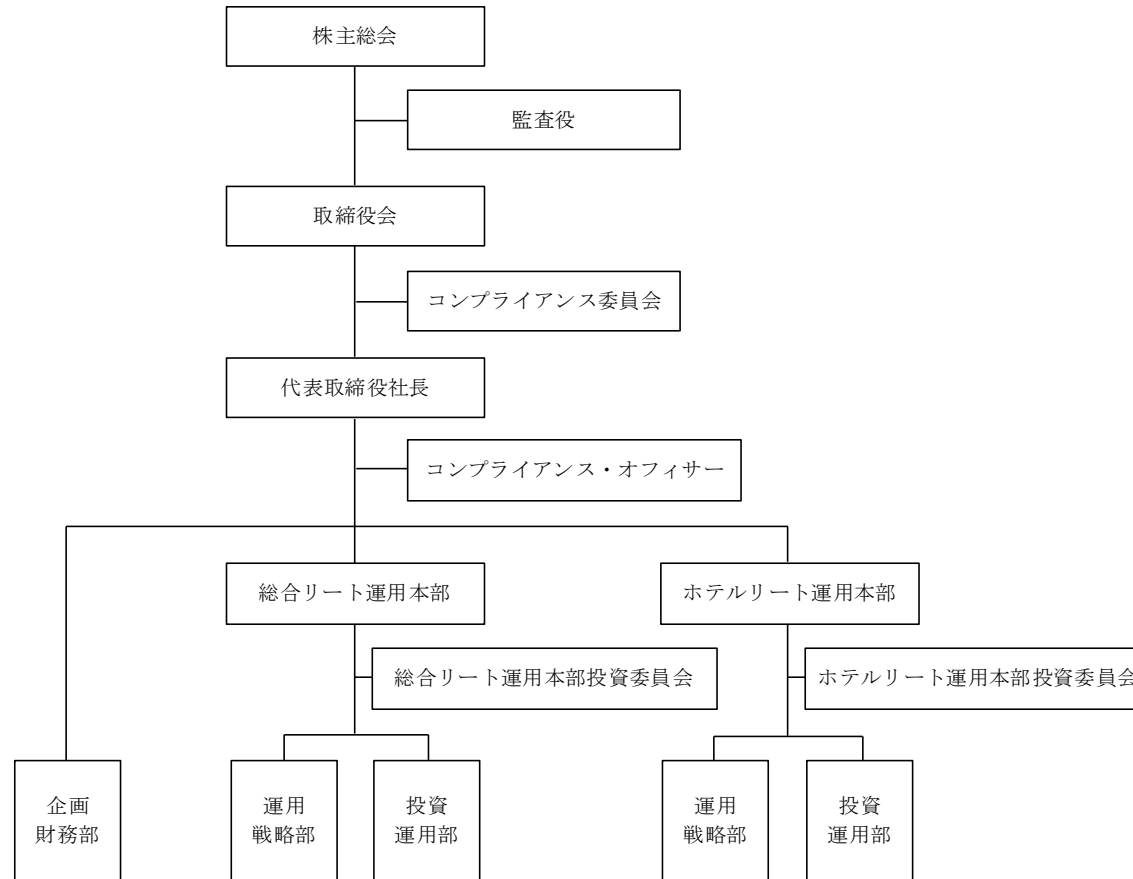 株主総会
監査役
取締役会
コンプライアンス委員会
代表取締役社長
コンプライアンス・オフィサー
総合リート運用本部
ホテルリート運用本部
総合リート運用本部投資委員会
ホテルリート運用本部投資委員会
企画
財務部
運用
戦略部
投資
運用部
運用
戦略部
投資
運用部